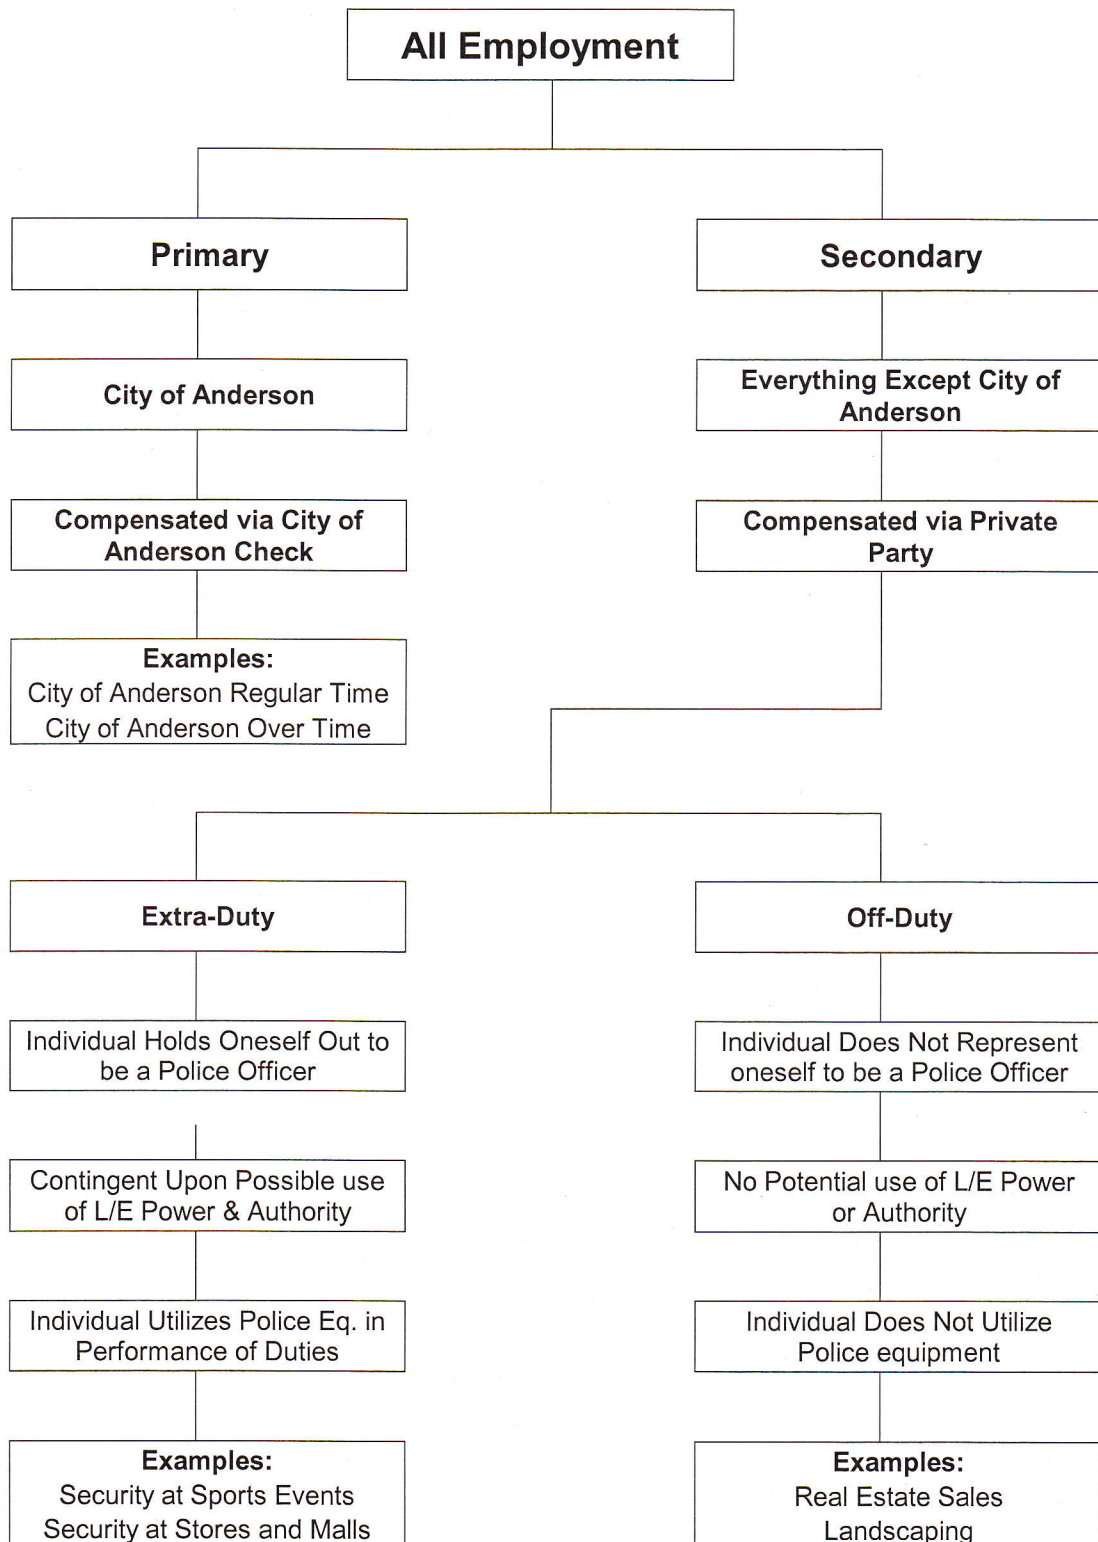 All Employment
Primary
Secondary
City of Anderson
Everything Except City of
Anderson
Compensated via City of
Anderson Check
Compensated via Private
Party
Examples:
City of Anderson Regular Time
City of Anderson Over Time
Extra-Duty
Off-Duty
Individual Holds Oneself Out to
be a Police Officer
Individual Does Not Represent
oneself to be a Police Officer
Contingent Upon Possible use
of L/E Power & Authority
No Potential use of L/E Power
or Authority
Individual Utilizes Police Eq. in
Performance of Duties
Individual Does Not Utilize
Police equipment
Examples:
Security at Sports Events
Security at Stores and Malls
Examples:
Real Estate Sales
Landscaping